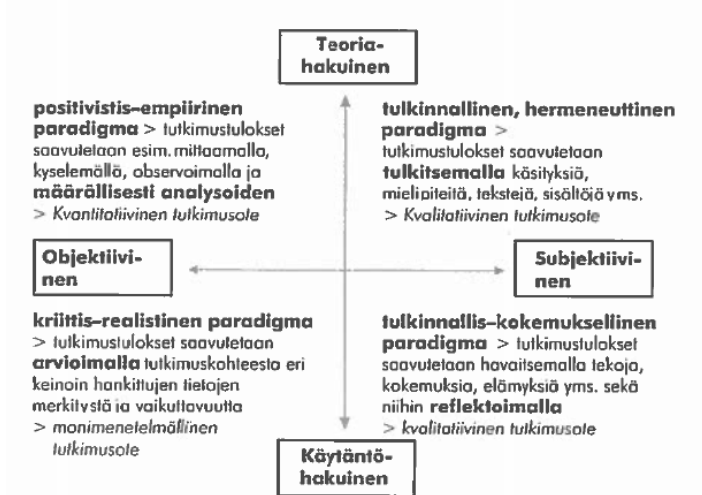 Teoria-
hakuinen
positivistis–empiirinen
paradigma > tutkimustulokset
saavutetaan esim. mittaamalla,
kyselemällä, observoimalla ja
määrällisesti analysoiden
> Kvantitatiivinen tutkimusote
tulkinnallinen, hermeneuttinen
paradigma >
tutkimustulokset saavutetaan
tulkitsemalla käsityksiä,
mielipiteitä, tekstejä, sisältöjä yms.
> Kvalitatiivinen tutkimusote
Objektiivi-
nen
Subjektiivi-
nen
kriittis–realistinen paradigma
> tutkimustulokset saavutetaan
arvioimalla tutkimuskohteesta eri
keinoin hankittujen tietojen
merkitystä ja vaikuttavuutta
> monimenetelmällinen
tutkimusote
tulkinnallis–kokemuksellinen
paradigma > tutkimustulokset
saavutetaan havaitsemalla tekoja,
kokemuksia, elämyksiä yms. sekä
niihin reflektoimalla
> kvalitatiivinen tutkimusote
Käytäntö-
hakuinen